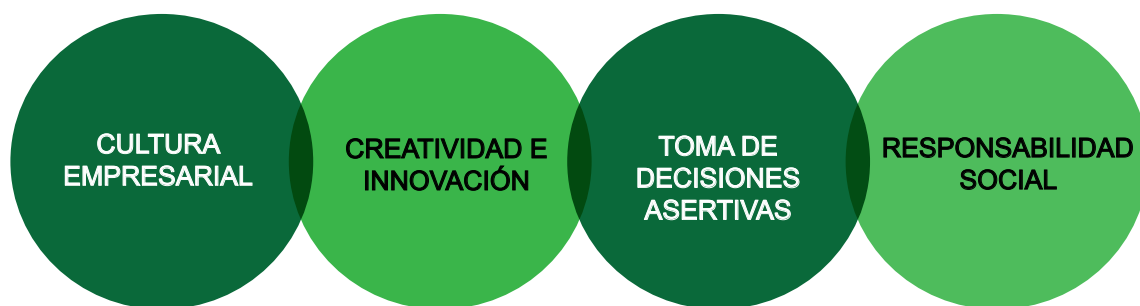 CULTURA
EMPRESARIAL
CREATIVIDAD E
INNOVACIÓN
TOMA DE
DECISIONES
ASERTIVAS
RESPONSABILIDAD
SOCIAL